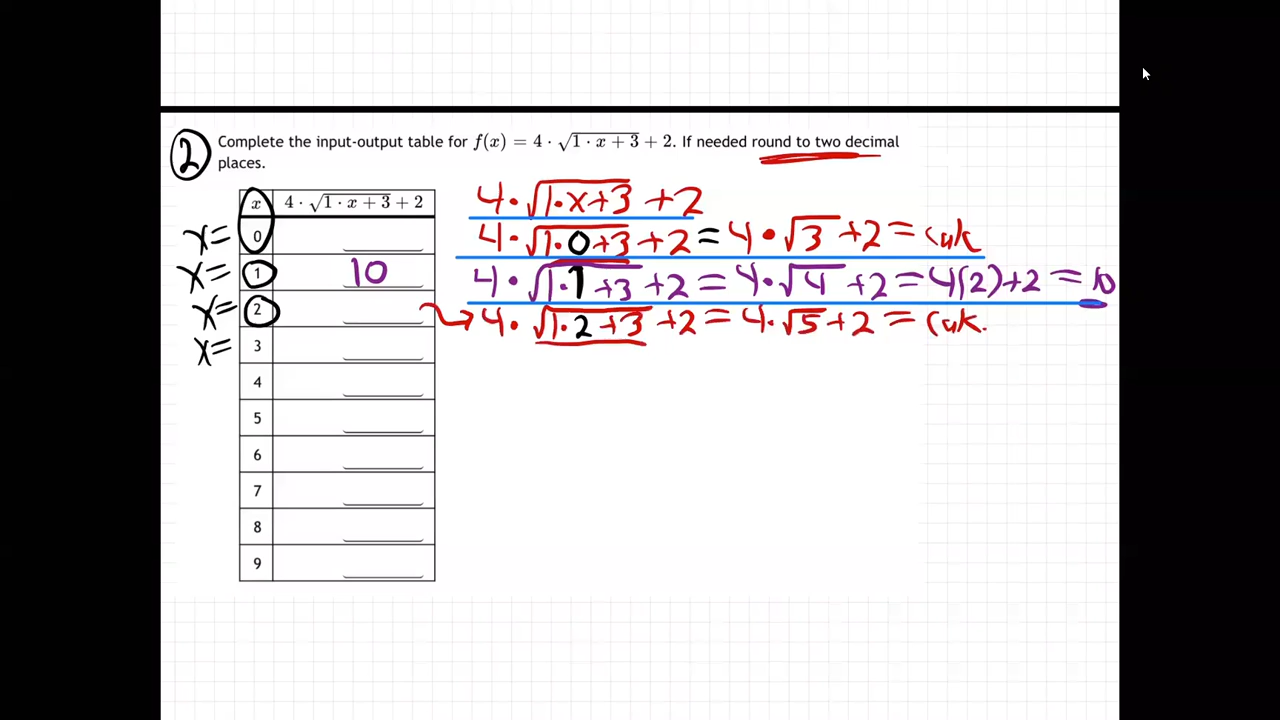 2 Complete the input-output table for f(x) = 4 · √(1 · x + 3) + 2. If needed round to two decimal
places.
x 4 · √(1 · x + 3) + 2
4 · √(1 · x + 3) + 2
x = 0
4 · √(1 · 0 + 3) + 2 = 4 · √3 + 2 = calc
x = 1 10
4 · √(1 · 1 + 3) + 2 = 4 · √4 + 2 = 4(2) + 2 = 10
x = 2
4 · √(1 · 2 + 3) + 2 = 4 · √5 + 2 = calc.
x = 3
4
5
6
7
8
9